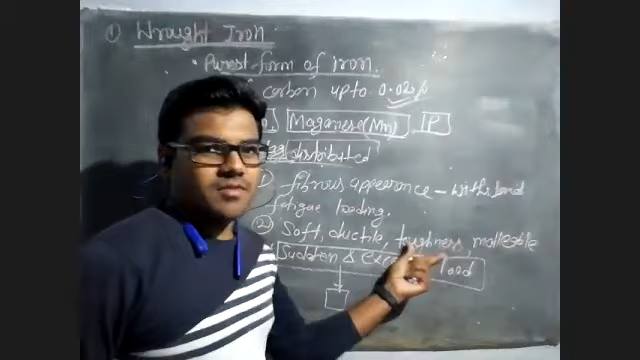 ① Wrought Iron
• Purest form of iron.
carbon upto 0.02%
Maganese (Mn) P
distributed
① fibrous appearance - withstand
fatigue loading.
② Soft, ductile, toughness, malleable
Sudden & load